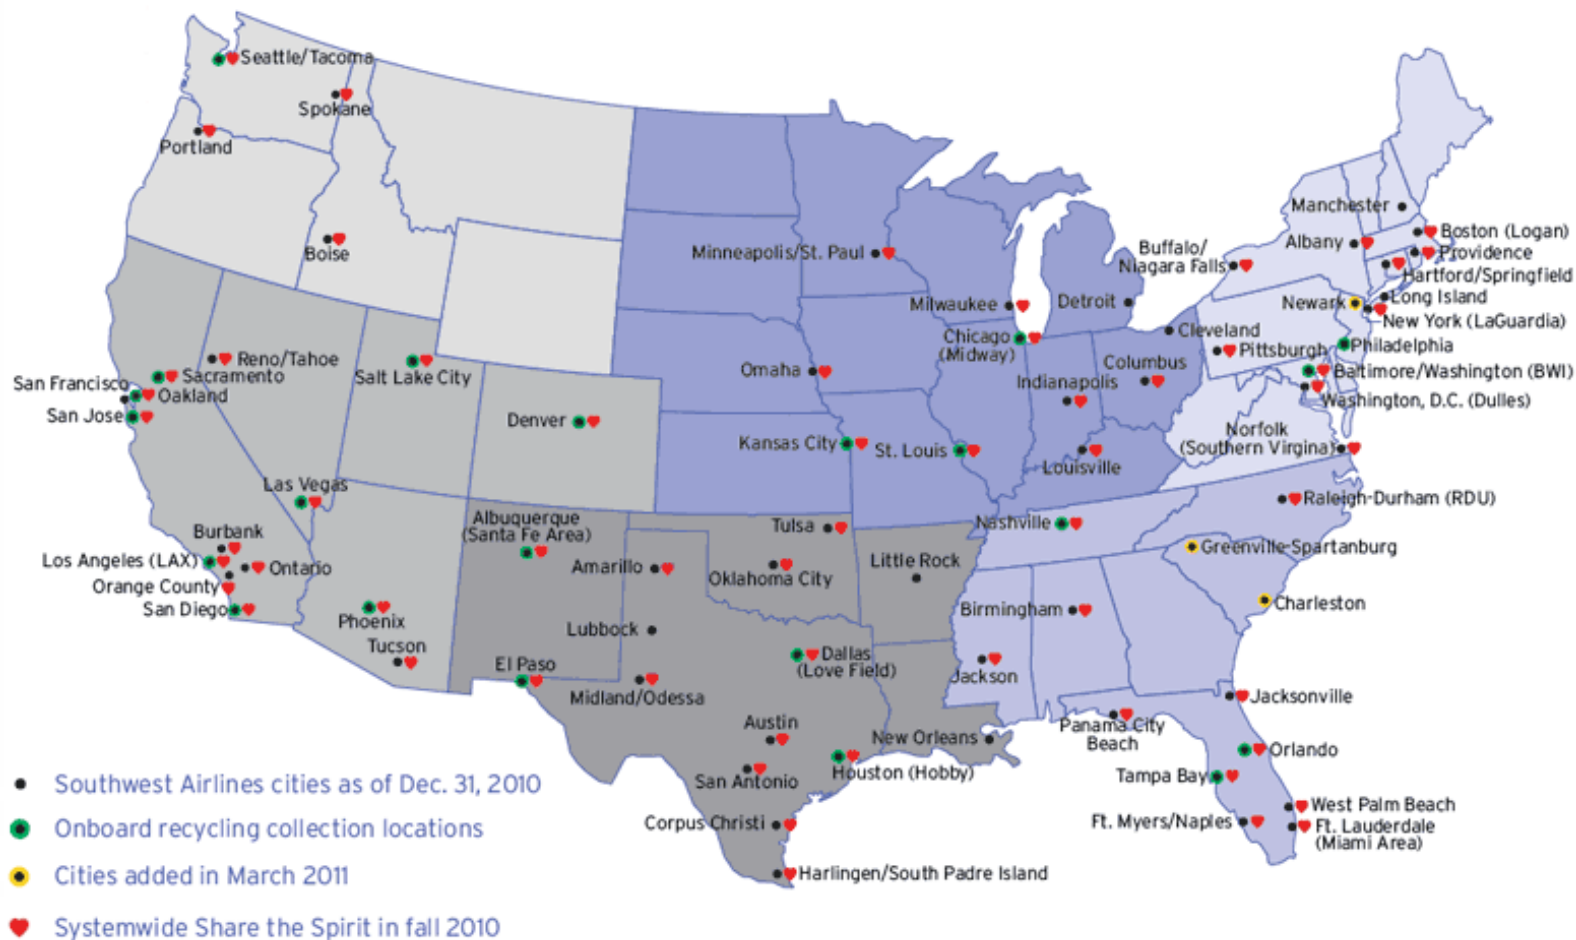 Seattle/Tacoma
Spokane
Portland
Boise
Minneapolis/St. Paul
Milwaukee
Detroit
Buffalo/
Niagara Falls
Manchester
Albany
Boston (Logan)
Providence
Hartford/Springfield
Newark
Long Island
New York (LaGuardia)
Philadelphia
Cleveland
Pittsburgh
Baltimore/Washington (BWI)
Washington, D.C. (Dulles)
Chicago
(Midway)
Columbus
Indianapolis
Omaha
Reno/Tahoe
Sacramento
San Francisco
Oakland
San Jose
Salt Lake City
Denver
Kansas City
St. Louis
Louisville
Norfolk
(Southern Virgina)
Las Vegas
Raleigh-Durham (RDU)
Burbank
Los Angeles (LAX)
Ontario
Orange County
San Diego
Albuquerque
(Santa Fe Area)
Tulsa
Nashville
Greenville-Spartanburg
Amarillo
Oklahoma City
Little Rock
Charleston
Phoenix
Tucson
Lubbock
Birmingham
El Paso
Dallas
(Love Field)
Midland/Odessa
Jackson
Jacksonville
Austin
New Orleans
Panama City
Beach
Orlando
San Antonio
Houston (Hobby)
Tampa Bay
Corpus Christi
West Palm Beach
Ft. Myers/Naples
Ft. Lauderdale
(Miami Area)
Harlingen/South Padre Island
Southwest Airlines cities as of Dec. 31, 2010
Onboard recycling collection locations
Cities added in March 2011
Systemwide Share the Spirit in fall 2010